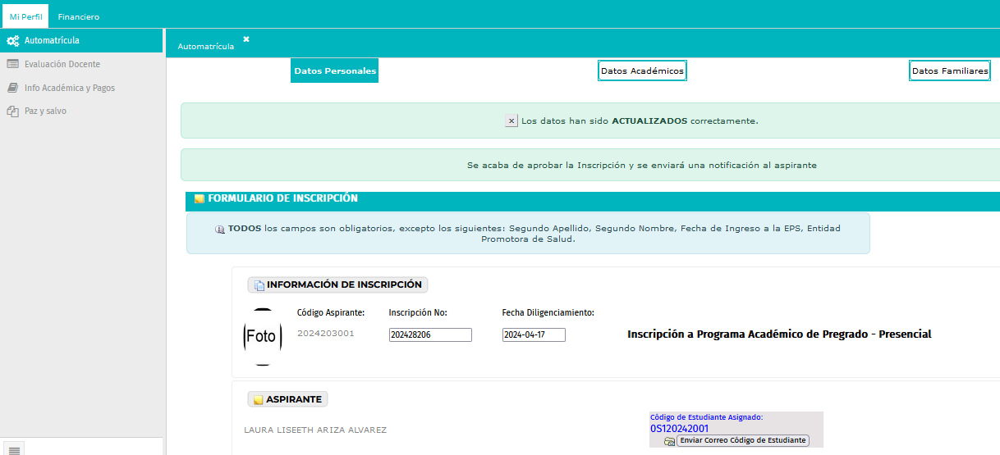 Mi Perfil
Financiero
Automatrícula
Evaluación Docente
Info Académica y Pagos
Paz y salvo
Automatrícula
Datos Personales
Datos Académicos
Datos Familiares
Los datos han sido ACTUALIZADOS correctamente.
Se acaba de aprobar la Inscripción y se enviará una notificación al aspirante
FORMULARIO DE INSCRIPCIÓN
TODOS los campos son obligatorios, excepto los siguientes: Segundo Apellido, Segundo Nombre, Fecha de Ingreso a la EPS, Entidad
Promotora de Salud.
INFORMACIÓN DE INSCRIPCIÓN
Foto
Código Aspirante:
2024203001
Inscripción No:
202428206
Fecha Diligenciamiento:
2024-04-17
Inscripción a Programa Académico de Pregrado - Presencial
ASPIRANTE
LAURA LISEETH ARIZA ALVAREZ
Código de Estudiante Asignado:
0S120242001
Enviar Correo Código de Estudiante